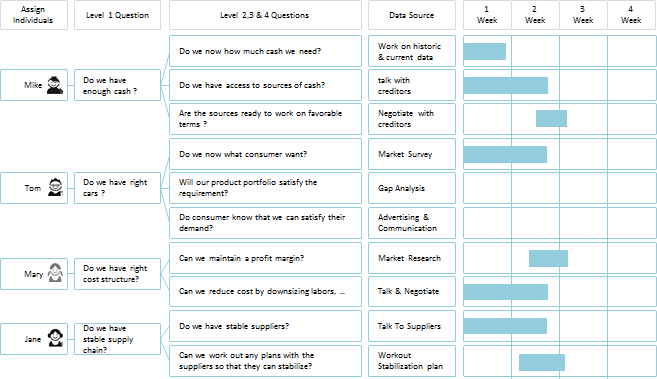 Assign
Individuals
Level 1 Question
Level 2,3 & 4 Questions
Data Source
1
Week
2
Week
3
Week
4
Week
Mike
Do we have
enough cash ?
Do we now how much cash we need?
Work on historic
& current data
Do we have access to sources of cash?
talk with
creditors
Are the sources ready to work on favorable
terms ?
Negotiate with
creditors
Tom
Do we have right
cars ?
Do we now what consumer want?
Market Survey
Will our product portfolio satisfy the
requirement?
Gap Analysis
Do consumer know that we can satisfy their
demand?
Advertising &
Communication
Mary
Do we have right
cost structure?
Can we maintain a profit margin?
Market Research
Can we reduce cost by downsizing labors, ...
Talk & Negotiate
Jane
Do we have
stable supply
chain?
Do we have stable suppliers?
Talk To Suppliers
Can we work out any plans with the
suppliers so that they can stabilize?
Workout
Stabilization plan